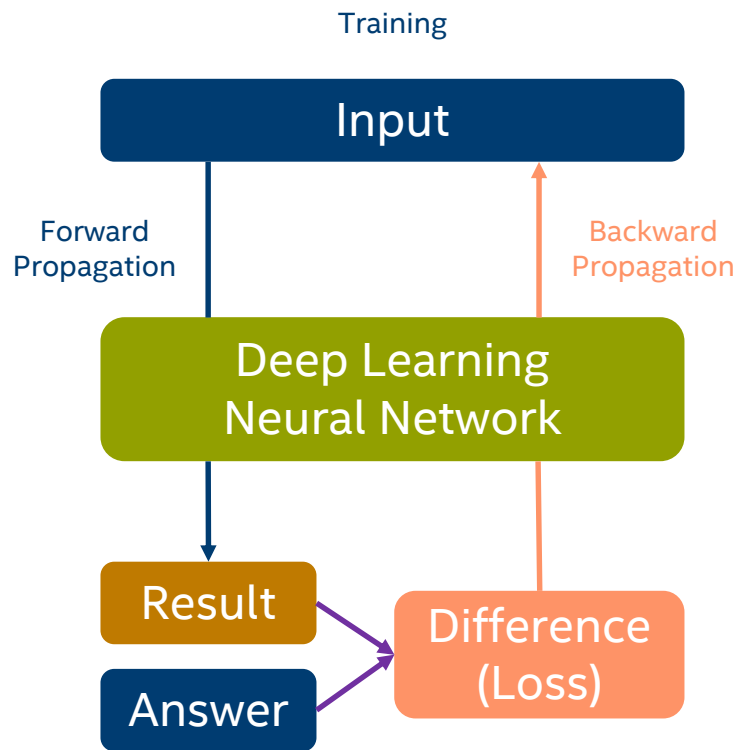 Training
Input
Forward
Propagation
Backward
Propagation
Deep Learning
Neural Network
Result
Difference
(Loss)
Answer